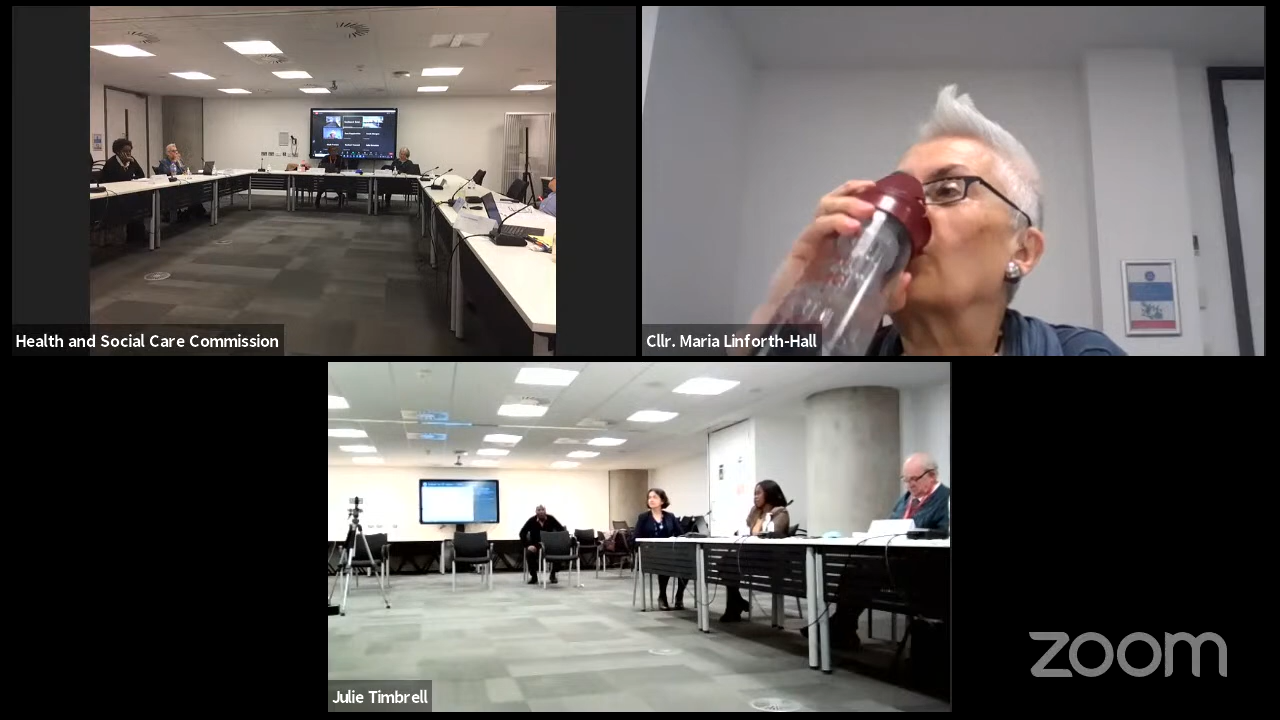 Health and Social Care Commission
Cllr. Maria Linforth-Hall
Julie Timbrell
zoom